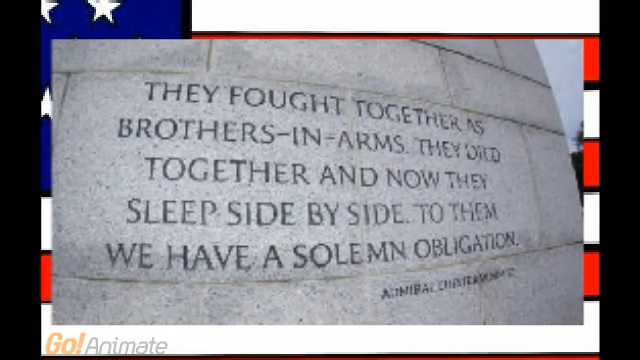 THEY FOUGHT TOGETHER AS
BROTHERS-IN-ARMS. THEY DIED
TOGETHER AND NOW THEY
SLEEP SIDE BY SIDE. TO THEM
WE HAVE A SOLEMN OBLIGATION.
ADMIRAL CHESTER
Go!Animate